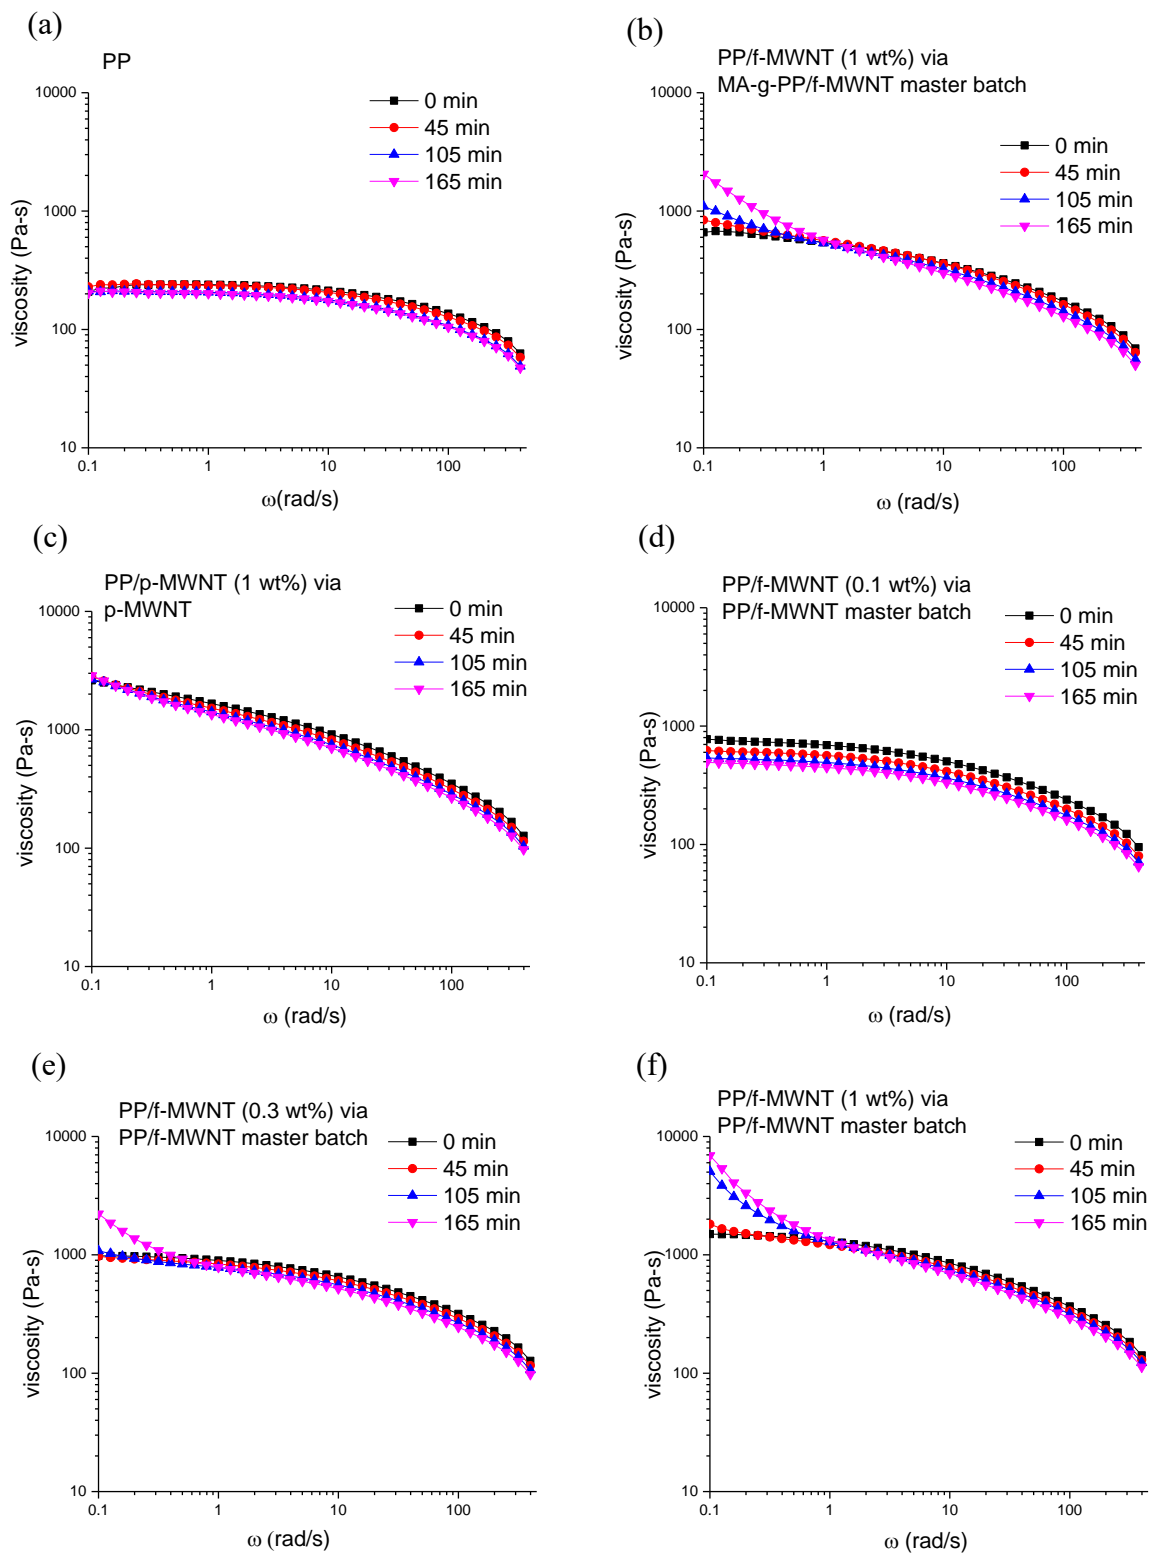 (a)
PP
0 min
45 min
105 min
165 min
10000
1000
100
10
0.1
1
10
100
viscosity (Pa-s)
ω(rad/s)
(b)
PP/f-MWNT (1 wt%) via
MA-g-PP/f-MWNT master batch
0 min
45 min
105 min
165 min
10000
1000
100
10
0.1
1
10
100
viscosity (Pa-s)
ω (rad/s)
(c)
PP/p-MWNT (1 wt%) via
p-MWNT
0 min
45 min
105 min
165 min
10000
1000
100
10
0.1
1
10
100
viscosity (Pa-s)
ω (rad/s)
(d)
PP/f-MWNT (0.1 wt%) via
PP/f-MWNT master batch
0 min
45 min
105 min
165 min
10000
1000
100
10
0.1
1
10
100
viscosity (Pa-s)
ω (rad/s)
(e)
PP/f-MWNT (0.3 wt%) via
PP/f-MWNT master batch
0 min
45 min
105 min
165 min
10000
1000
100
10
0.1
1
10
100
viscosity (Pa-s)
ω (rad/s)
(f)
PP/f-MWNT (1 wt%) via
PP/f-MWNT master batch
0 min
45 min
105 min
165 min
10000
1000
100
10
0.1
1
10
100
viscosity (Pa-s)
ω (rad/s)